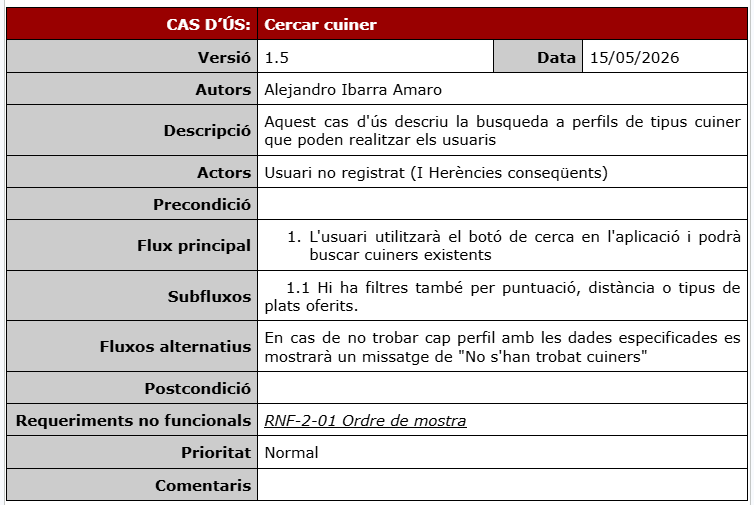 CAS D’ÚS: Cercar cuiner
Versió 1.5 Data 15/05/2026
Autors Alejandro Ibarra Amaro
Descripció Aquest cas d'ús descriu la busqueda a perfils de tipus cuiner
que poden realitzar els usuaris
Actors Usuari no registrat (I Herències conseqüents)
Precondició
Flux principal 1. L'usuari utilitzarà el botó de cerca en l'aplicació i podrà
buscar cuiners existents
Subfluxos 1.1 Hi ha filtres també per puntuació, distància o tipus de
plats oferits.
Fluxos alternatius En cas de no trobar cap perfil amb les dades especificades es
mostrarà un missatge de "No s'han trobat cuiners"
Postcondició
Requeriments no funcionals RNF-2-01 Ordre de mostra
Prioritat Normal
Comentaris